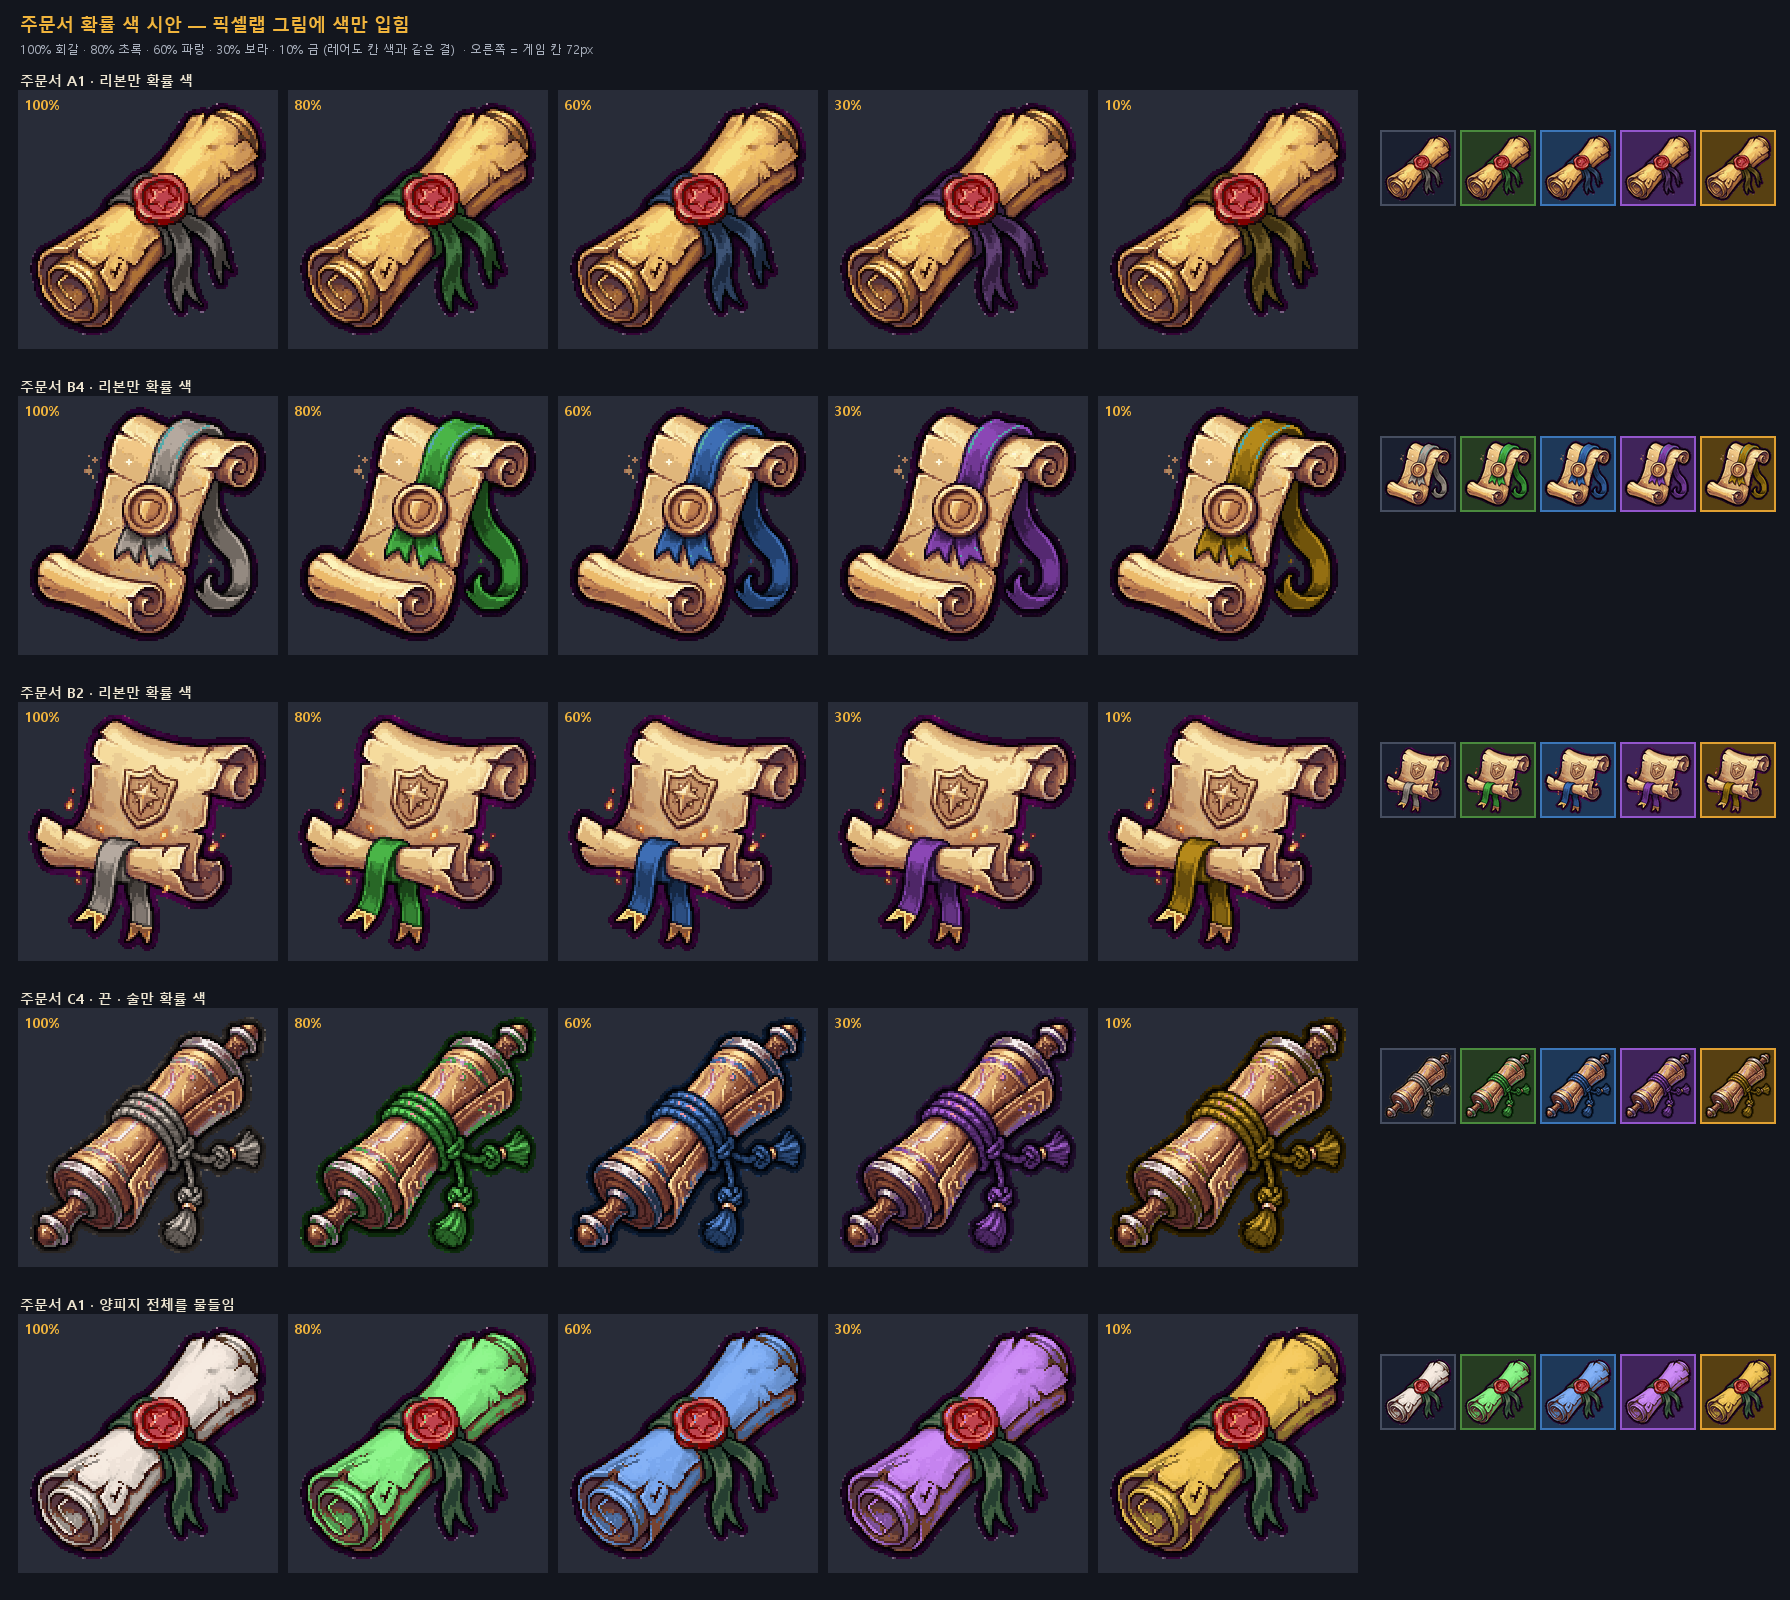 주문서 확률 색 시안 — 픽셀랩 그림에 색만 입힘
100% 회갈 · 80% 초록 · 60% 파랑 · 30% 보라 · 10% 금 (레어도 칸 색과 같은 결) · 오른쪽 = 게임 칸 72px
주문서 A1 · 리본만 확률 색
100% 80% 60% 30% 10%
주문서 B4 · 리본만 확률 색
100% 80% 60% 30% 10%
주문서 B2 · 리본만 확률 색
100% 80% 60% 30% 10%
주문서 C4 · 끈 · 술만 확률 색
100% 80% 60% 30% 10%
주문서 A1 · 양피지 전체를 물들임
100% 80% 60% 30% 10%